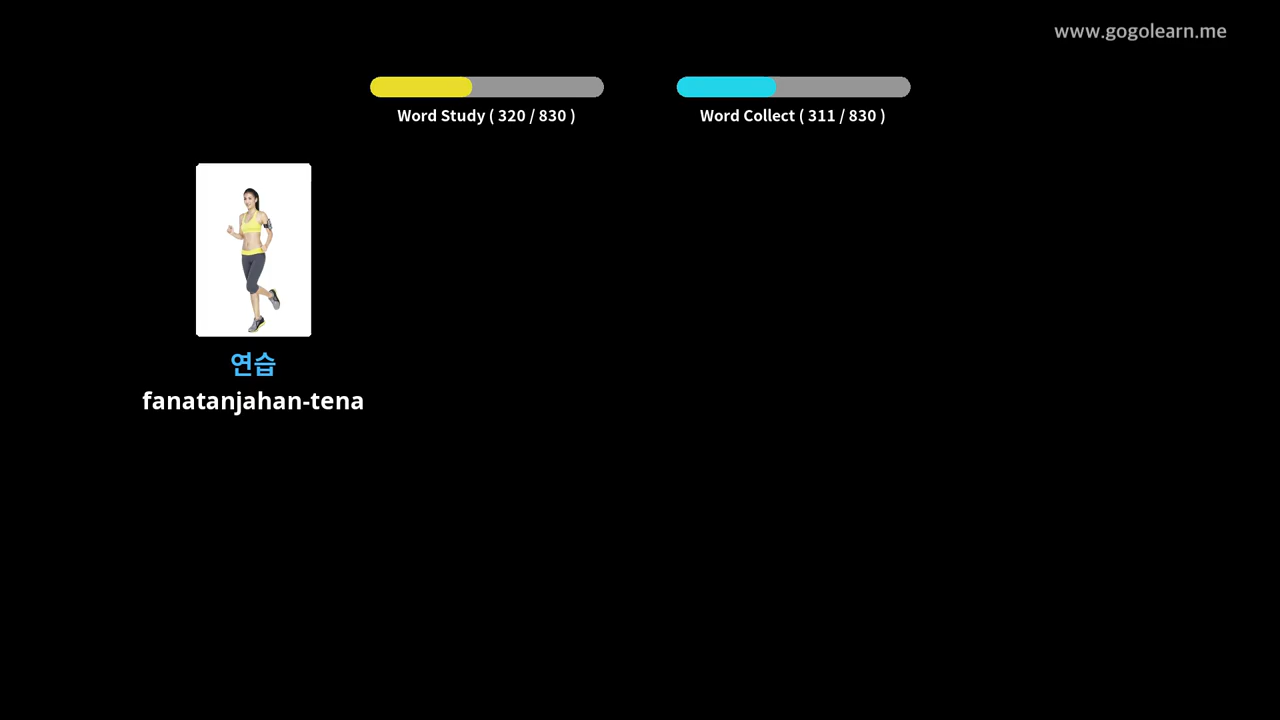 www.gogolearn.me
Word Study ( 320 / 830 )
Word Collect ( 311 / 830 )
연습
fanatanjahan-tena